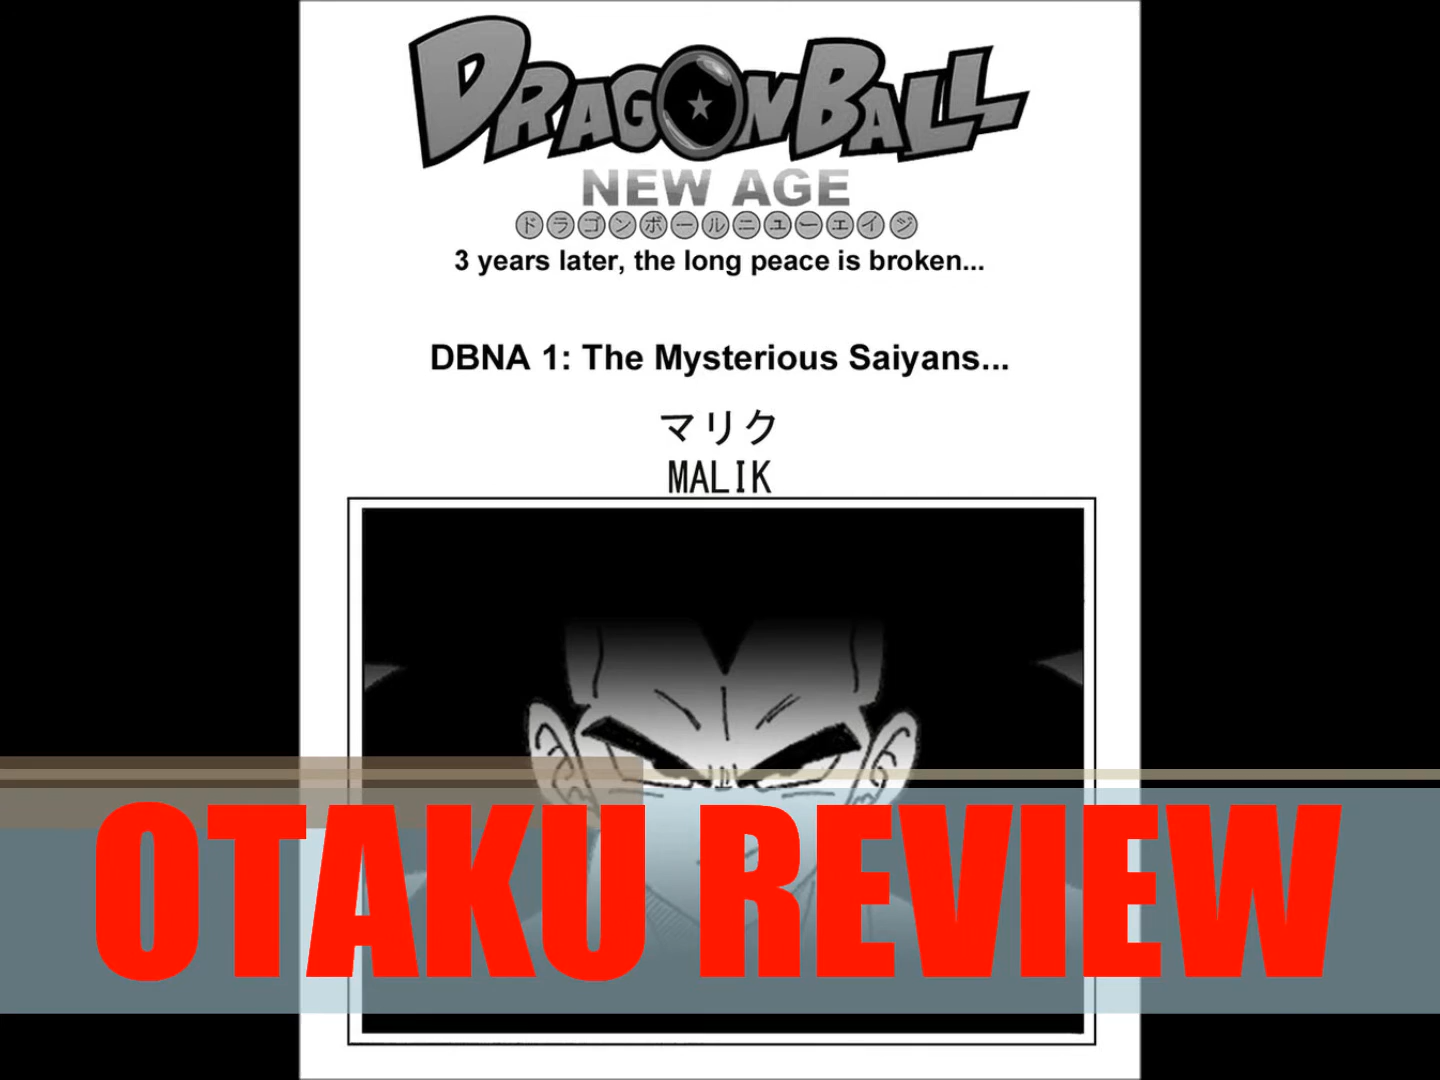 DRAGON BALL
NEW AGE
ドラゴンボールニューエイジ
3 years later, the long peace is broken...
DBNA 1: The Mysterious Saiyans...
マリク
MALIK
OTAKU REVIEW